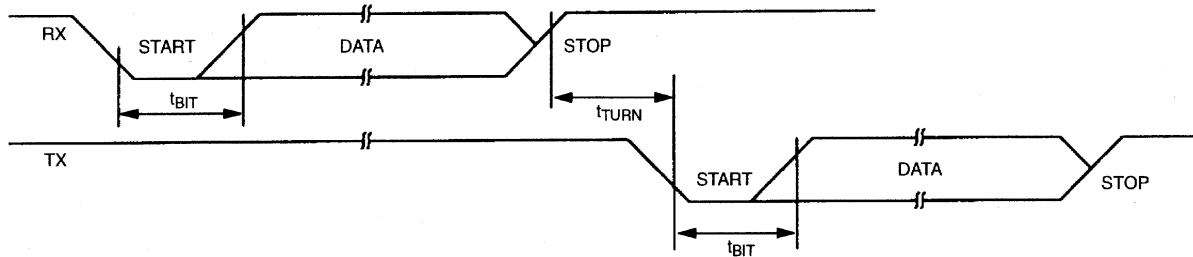 RX
START
DATA
STOP
tBIT
tTURN
TX
START
DATA
STOP
tBIT